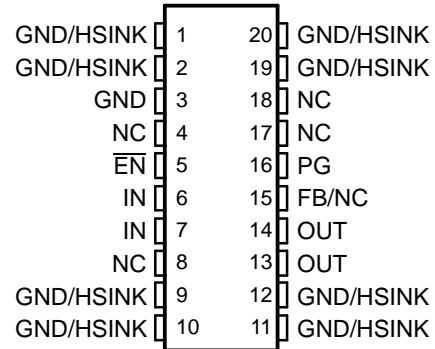 GND/HSINK 1 20 GND/HSINK
GND/HSINK 2 19 GND/HSINK
GND 3 18 NC
NC 4 17 NC
E̅N̅ 5 16 PG
IN 6 15 FB/NC
IN 7 14 OUT
NC 8 13 OUT
GND/HSINK 9 12 GND/HSINK
GND/HSINK 10 11 GND/HSINK